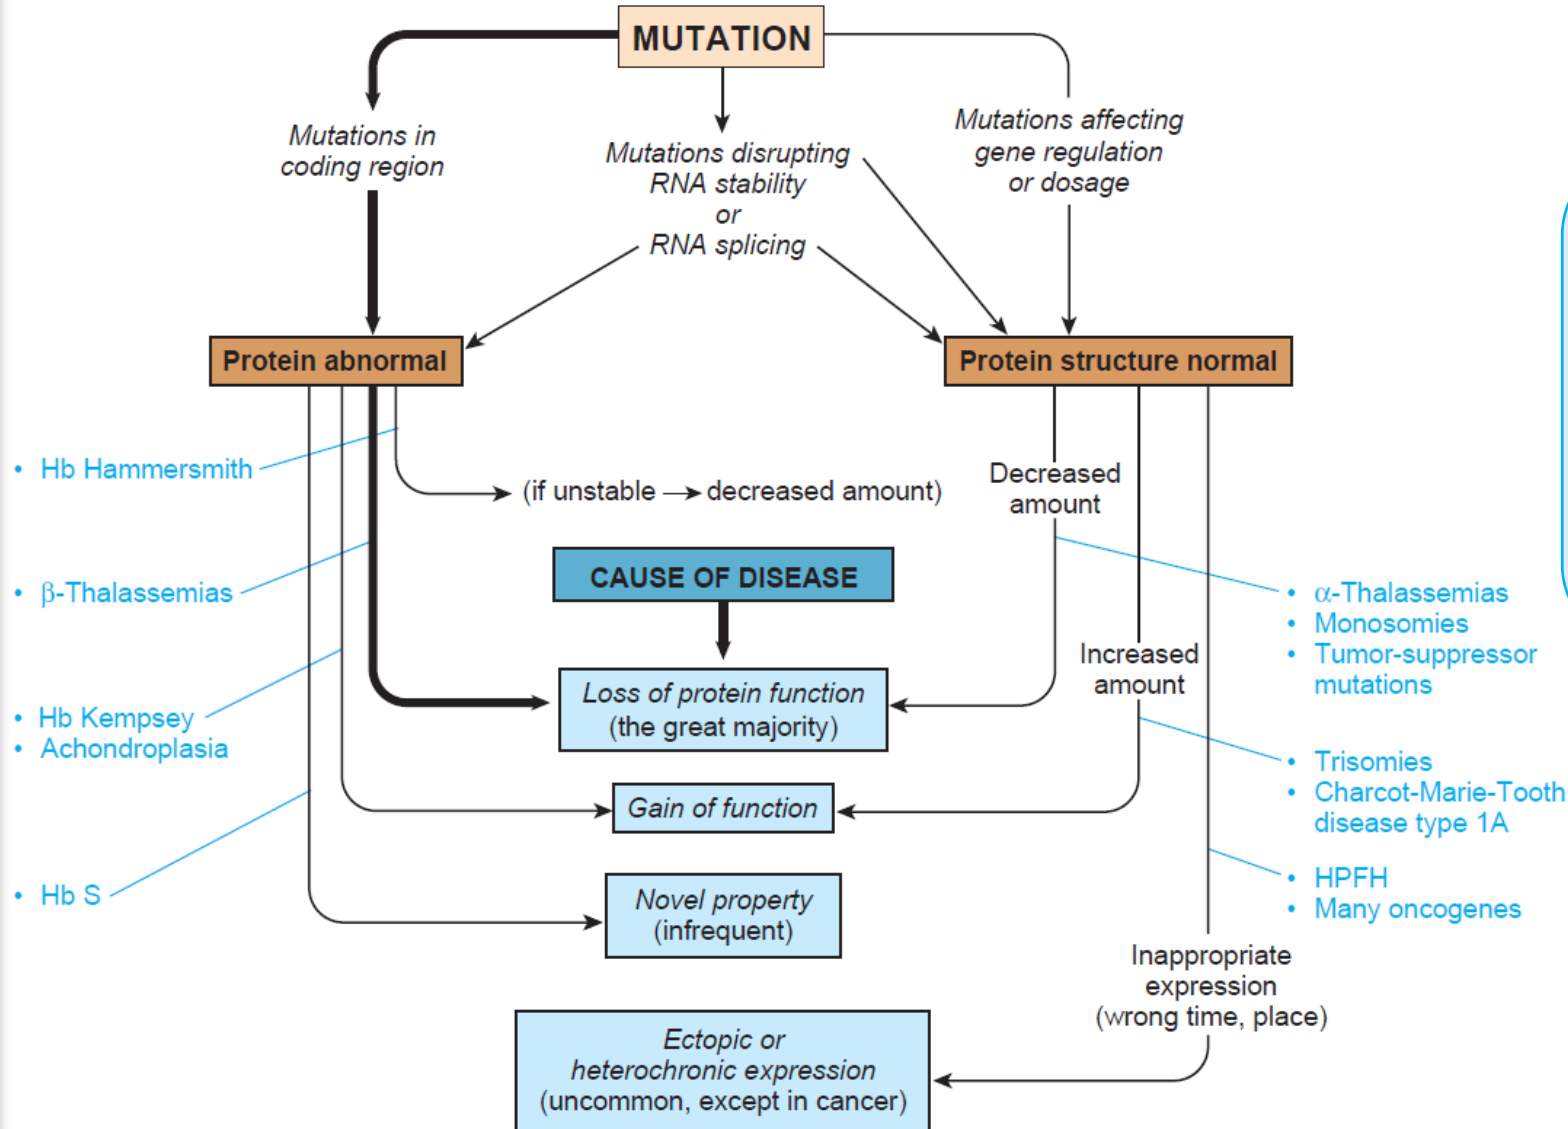 MUTATION
Mutations in
coding region
Mutations disrupting
RNA stability
or
RNA splicing
Mutations affecting
gene regulation
or dosage
Protein abnormal
Protein structure normal
• Hb Hammersmith
(if unstable → decreased amount)
Decreased
amount
CAUSE OF DISEASE
• β-Thalassemias
• α-Thalassemias
• Monosomies
• Tumor-suppressor
mutations
Increased
amount
Loss of protein function
(the great majority)
• Hb Kempsey
• Achondroplasia
• Trisomies
• Charcot-Marie-Tooth
disease type 1A
Gain of function
• Hb S
• HPFH
• Many oncogenes
Novel property
(infrequent)
Inappropriate
expression
(wrong time, place)
Ectopic or
heterochronic expression
(uncommon, except in cancer)